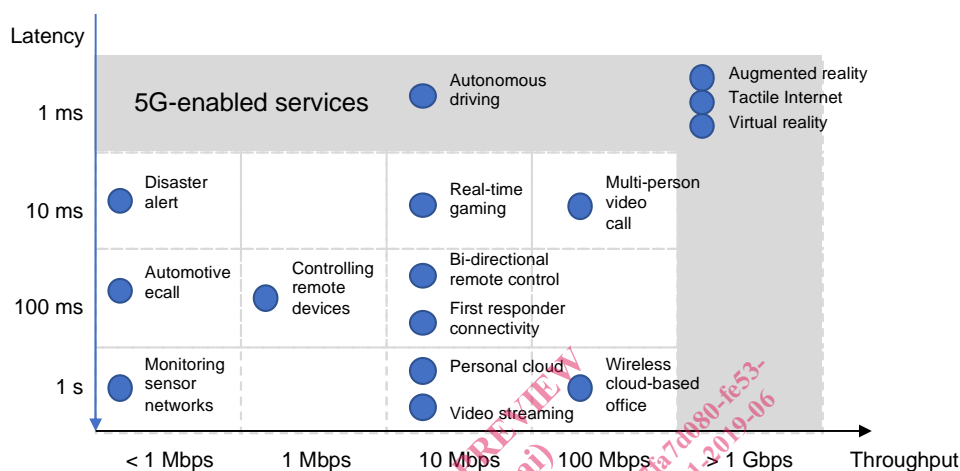 Latency
5G-enabled services
Autonomous
driving
Augmented reality
Tactile Internet
Virtual reality
1 ms
Disaster
alert
Real-time
gaming
Multi-person
video
call
10 ms
Automotive
ecall
Controlling
remote
devices
Bi-directional
remote control
First responder
connectivity
100 ms
Monitoring
sensor
networks
Personal cloud
Video streaming
Wireless
cloud-based
office
1 s
< 1 Mbps
1 Mbps
10 Mbps
100 Mbps
> 1 Gbps
Throughput